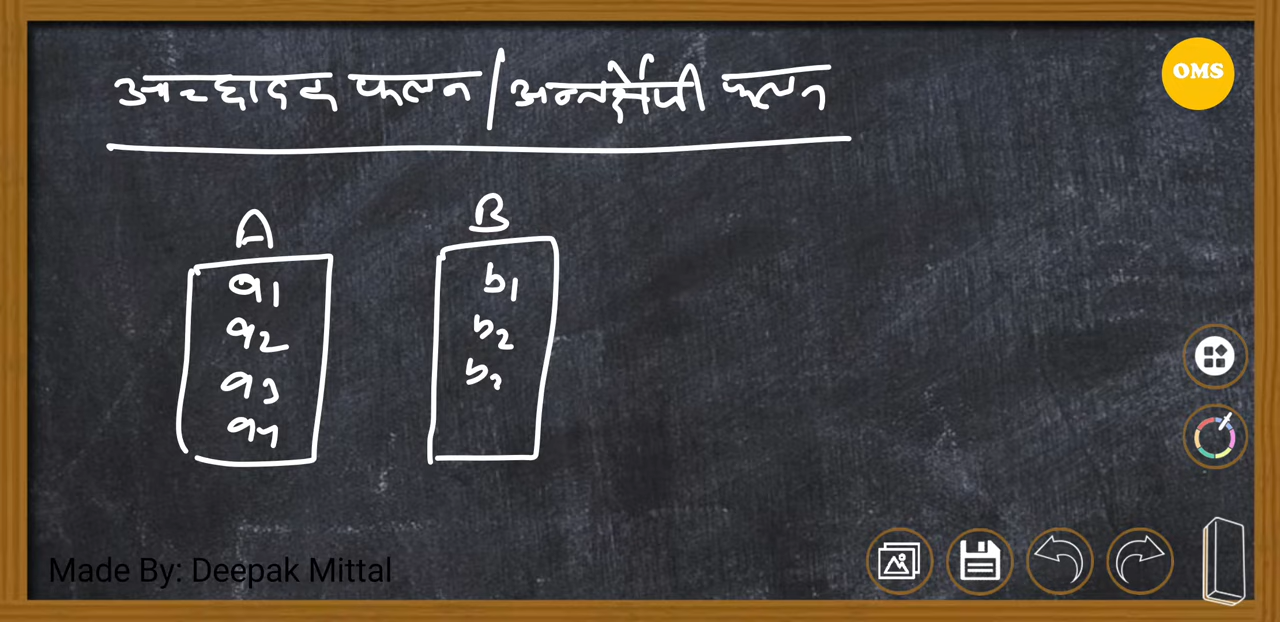 आच्छादक फलन / अन्तर्क्षेपी फलन
OMS
A B
a1 b1
a2 b2
a3 b3
a4
Made By: Deepak Mittal